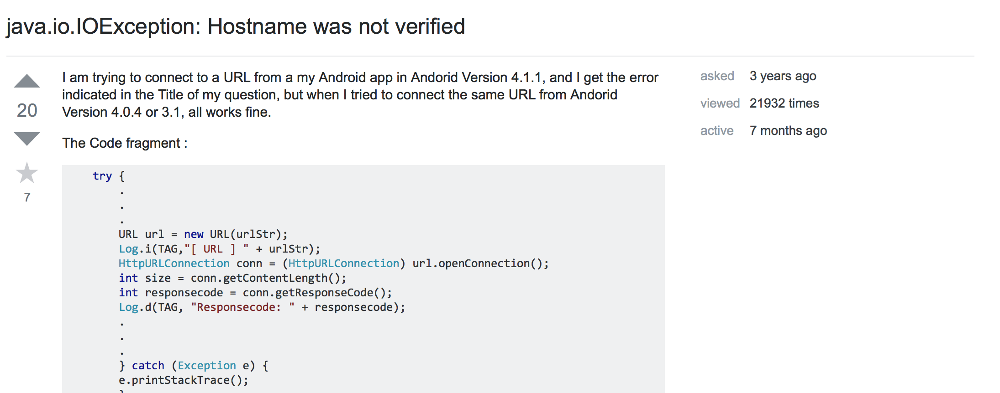 java.io.IOException: Hostname was not verified
20
7
I am trying to connect to a URL from a my Android app in Andorid Version 4.1.1, and I get the error
indicated in the Title of my question, but when I tried to connect the same URL from Andorid
Version 4.0.4 or 3.1, all works fine.
The Code fragment :
try {
.
.
.
URL url = new URL(urlStr);
Log.i(TAG,"[ URL ] " + urlStr);
HttpURLConnection conn = (HttpURLConnection) url.openConnection();
int size = conn.getContentLength();
int responsecode = conn.getResponseCode();
Log.d(TAG, "Responsecode: " + responsecode);
.
.
.
} catch (Exception e) {
e.printStackTrace();
}
asked 3 years ago
viewed 21932 times
active 7 months ago